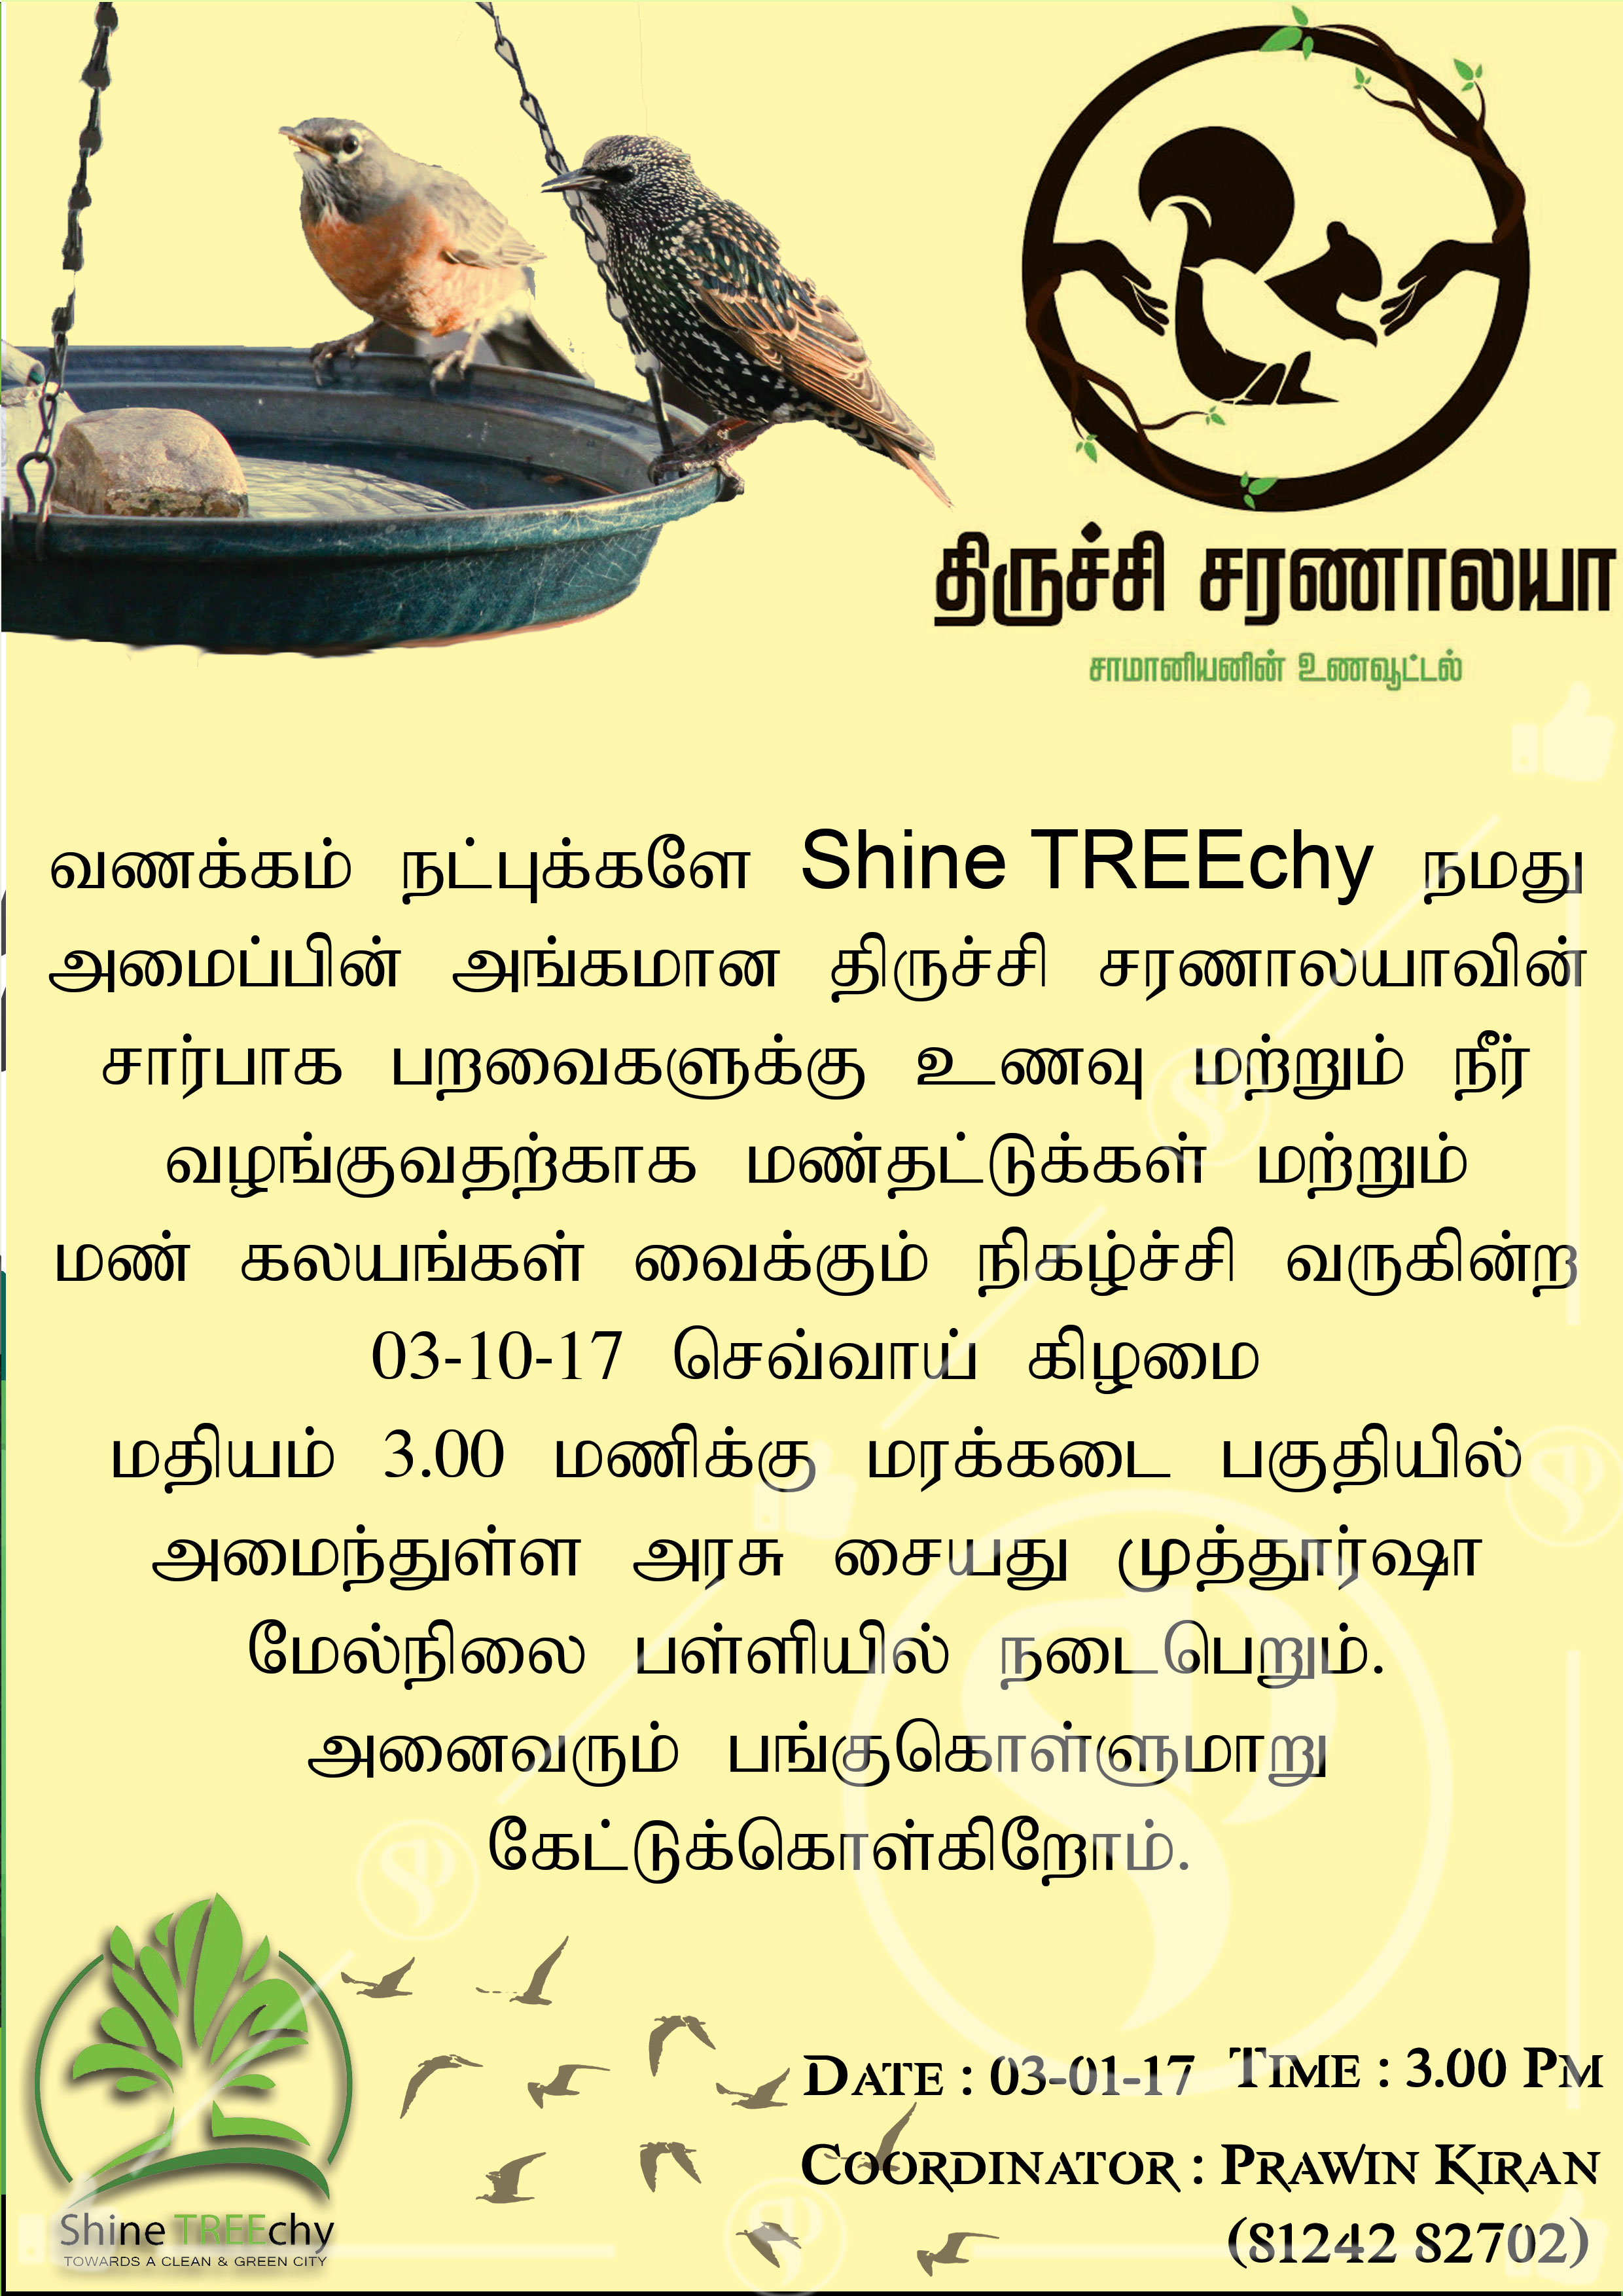 திருச்சி சரணாலயா
சாமானியனின் உணவூட்டல்
வணக்கம் நட்புக்களே Shine TREEchy நமது
அமைப்பின் அங்கமான திருச்சி சரணாலயாவின்
சார்பாக பறவைகளுக்கு உணவு மற்றும் நீர்
வழங்குவதற்காக மண்தட்டுக்கள் மற்றும்
மண் கலயங்கள் வைக்கும் நிகழ்ச்சி வருகின்ற
03-10-17 செவ்வாய் கிழமை
மதியம் 3.00 மணிக்கு மரக்கடை பகுதியில்
அமைந்துள்ள அரசு சையது முத்தூர்ஷா
மேல்நிலை பள்ளியில் நடைபெறும்.
அனைவரும் பங்குகொள்ளுமாறு
கேட்டுக்கொள்கிறோம்.
Date : 03-01-17 Time : 3.00 Pm
Coordinator : Prawin Kiran
(81242 82702)
Shine TREEchy
TOWARDS A CLEAN & GREEN CITY